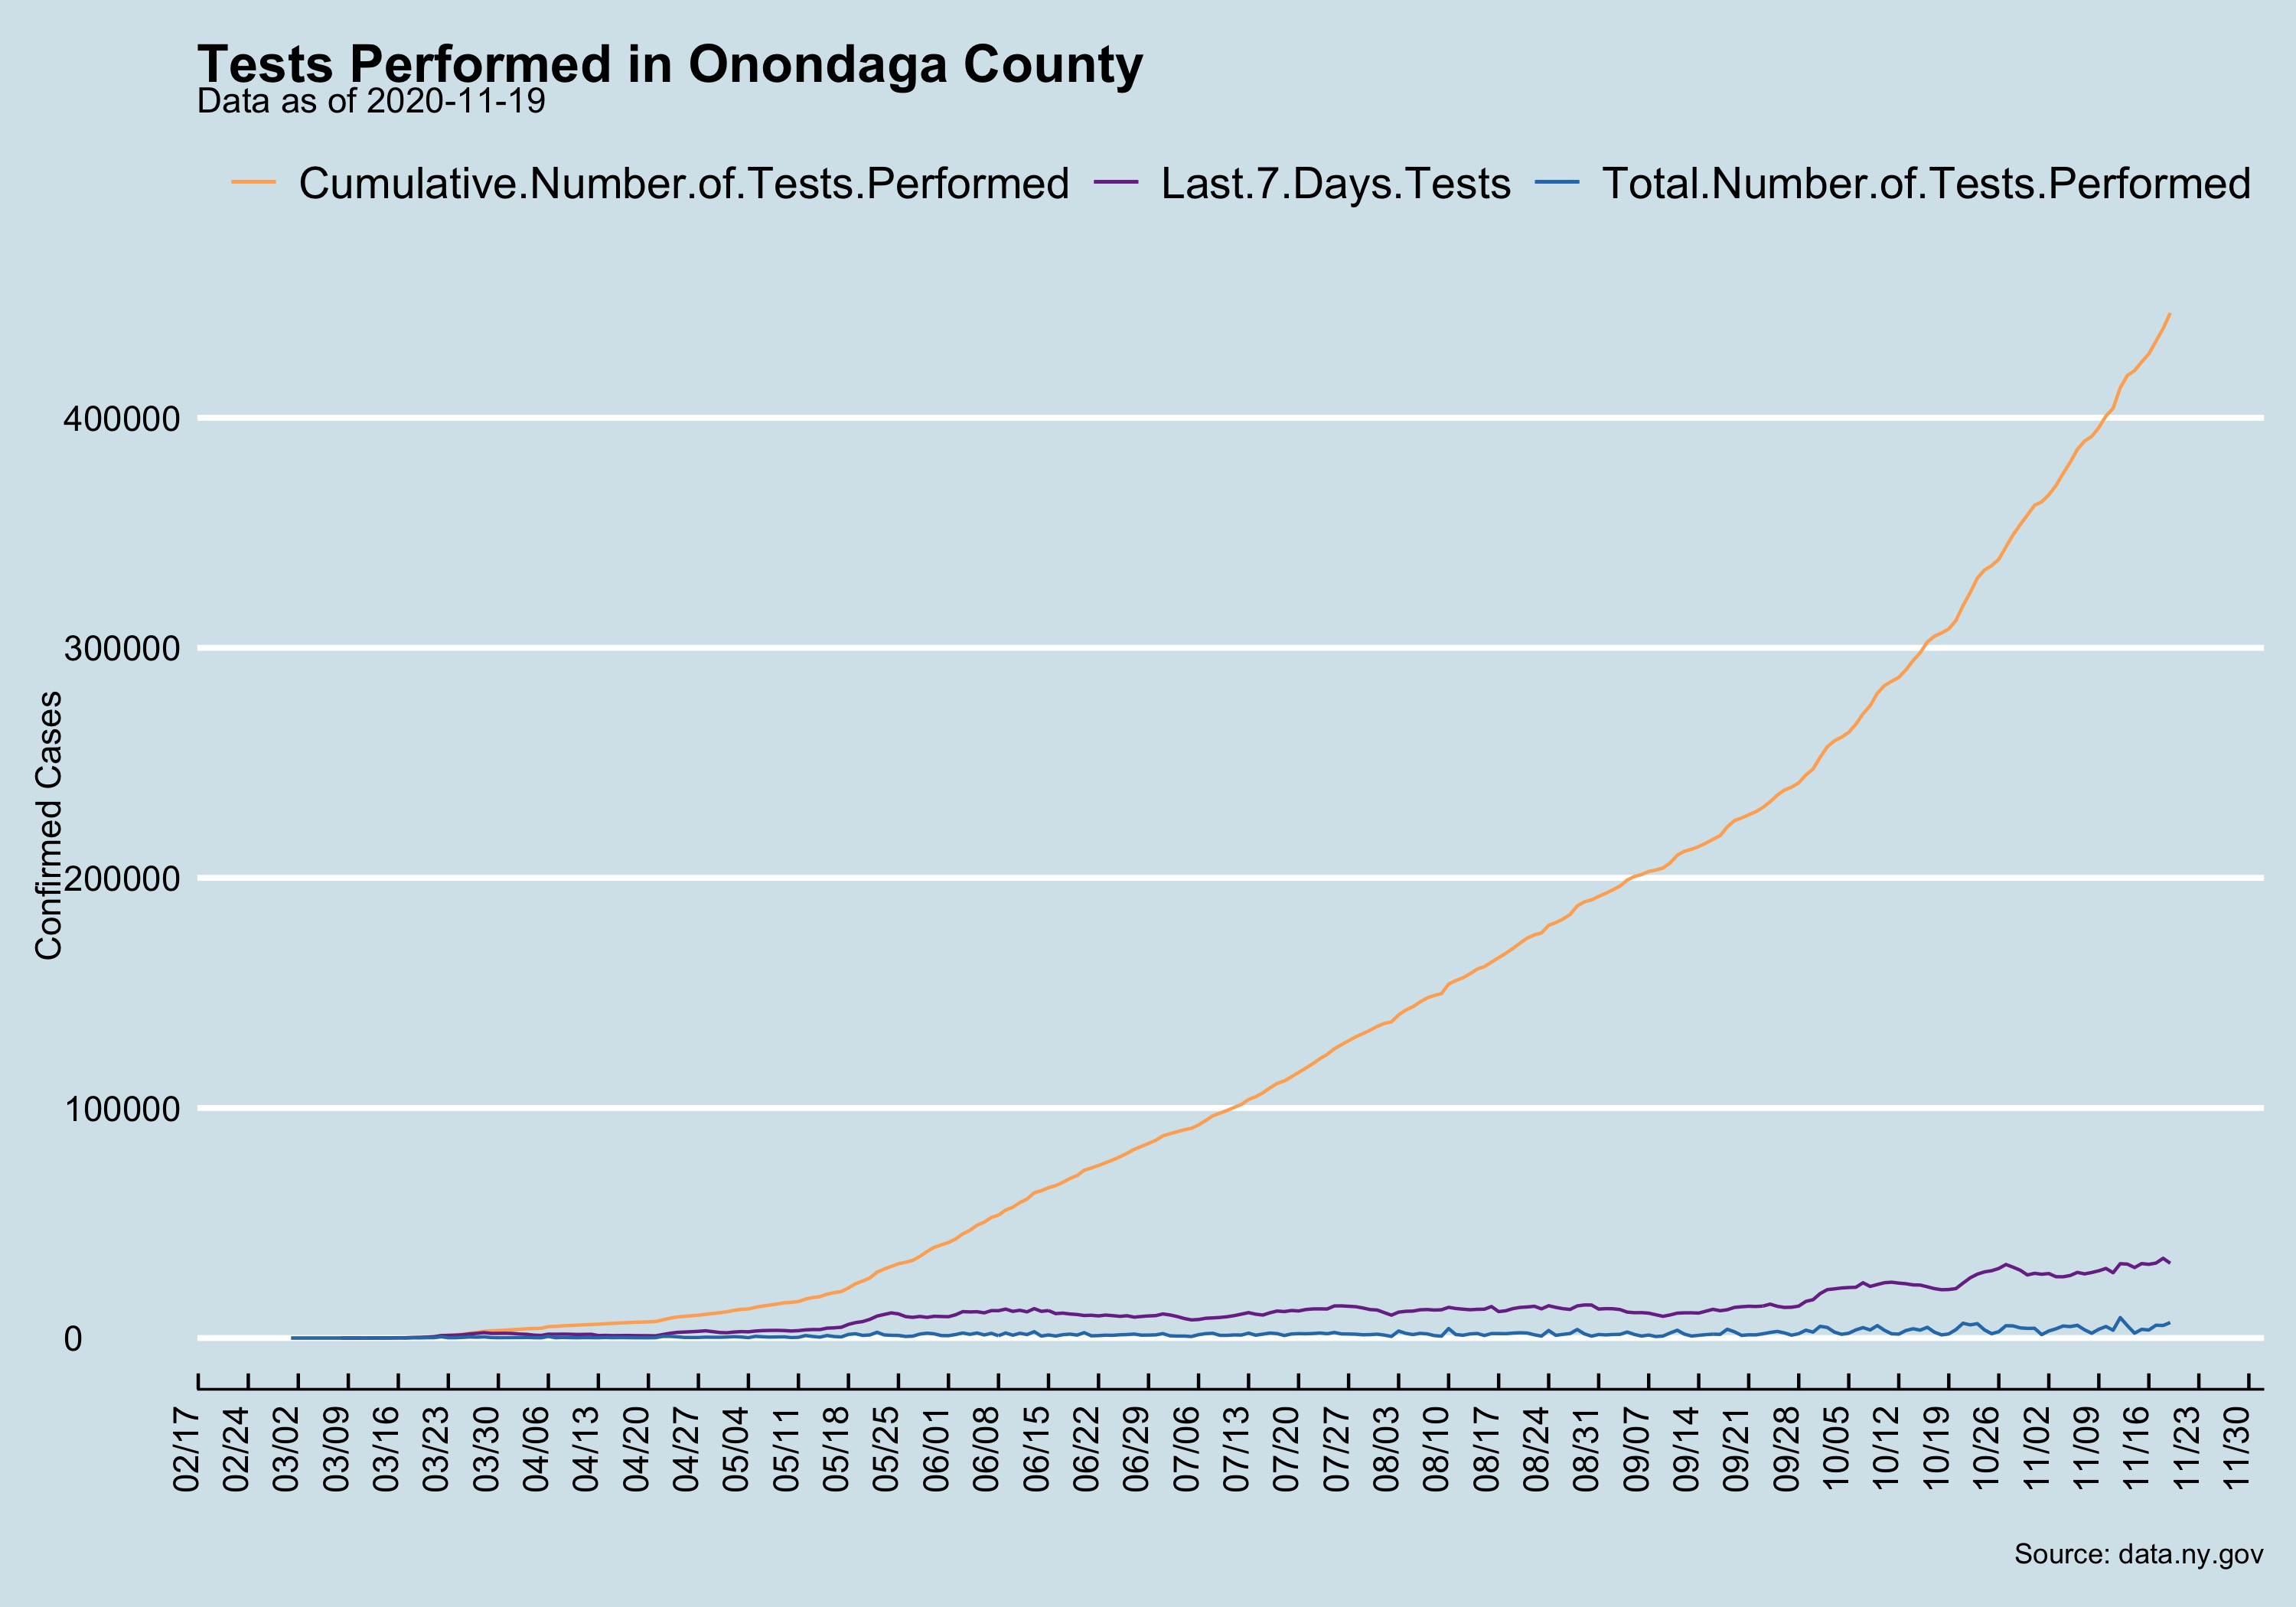 Tests Performed in Onondaga County
Data as of 2020-11-19
Cumulative.Number.of.Tests.Performed Last.7.Days.Tests Total.Number.of.Tests.Performed
Confirmed Cases
400000
300000
200000
100000
0
02/17 02/24 03/02 03/09 03/16 03/23 03/30 04/06 04/13 04/20 04/27 05/04 05/11 05/18 05/25 06/01 06/08 06/15 06/22 06/29 07/06 07/13 07/20 07/27 08/03 08/10 08/17 08/24 08/31 09/07 09/14 09/21 09/28 10/05 10/12 10/19 10/26 11/02 11/09 11/16 11/23 11/30
Source: data.ny.gov